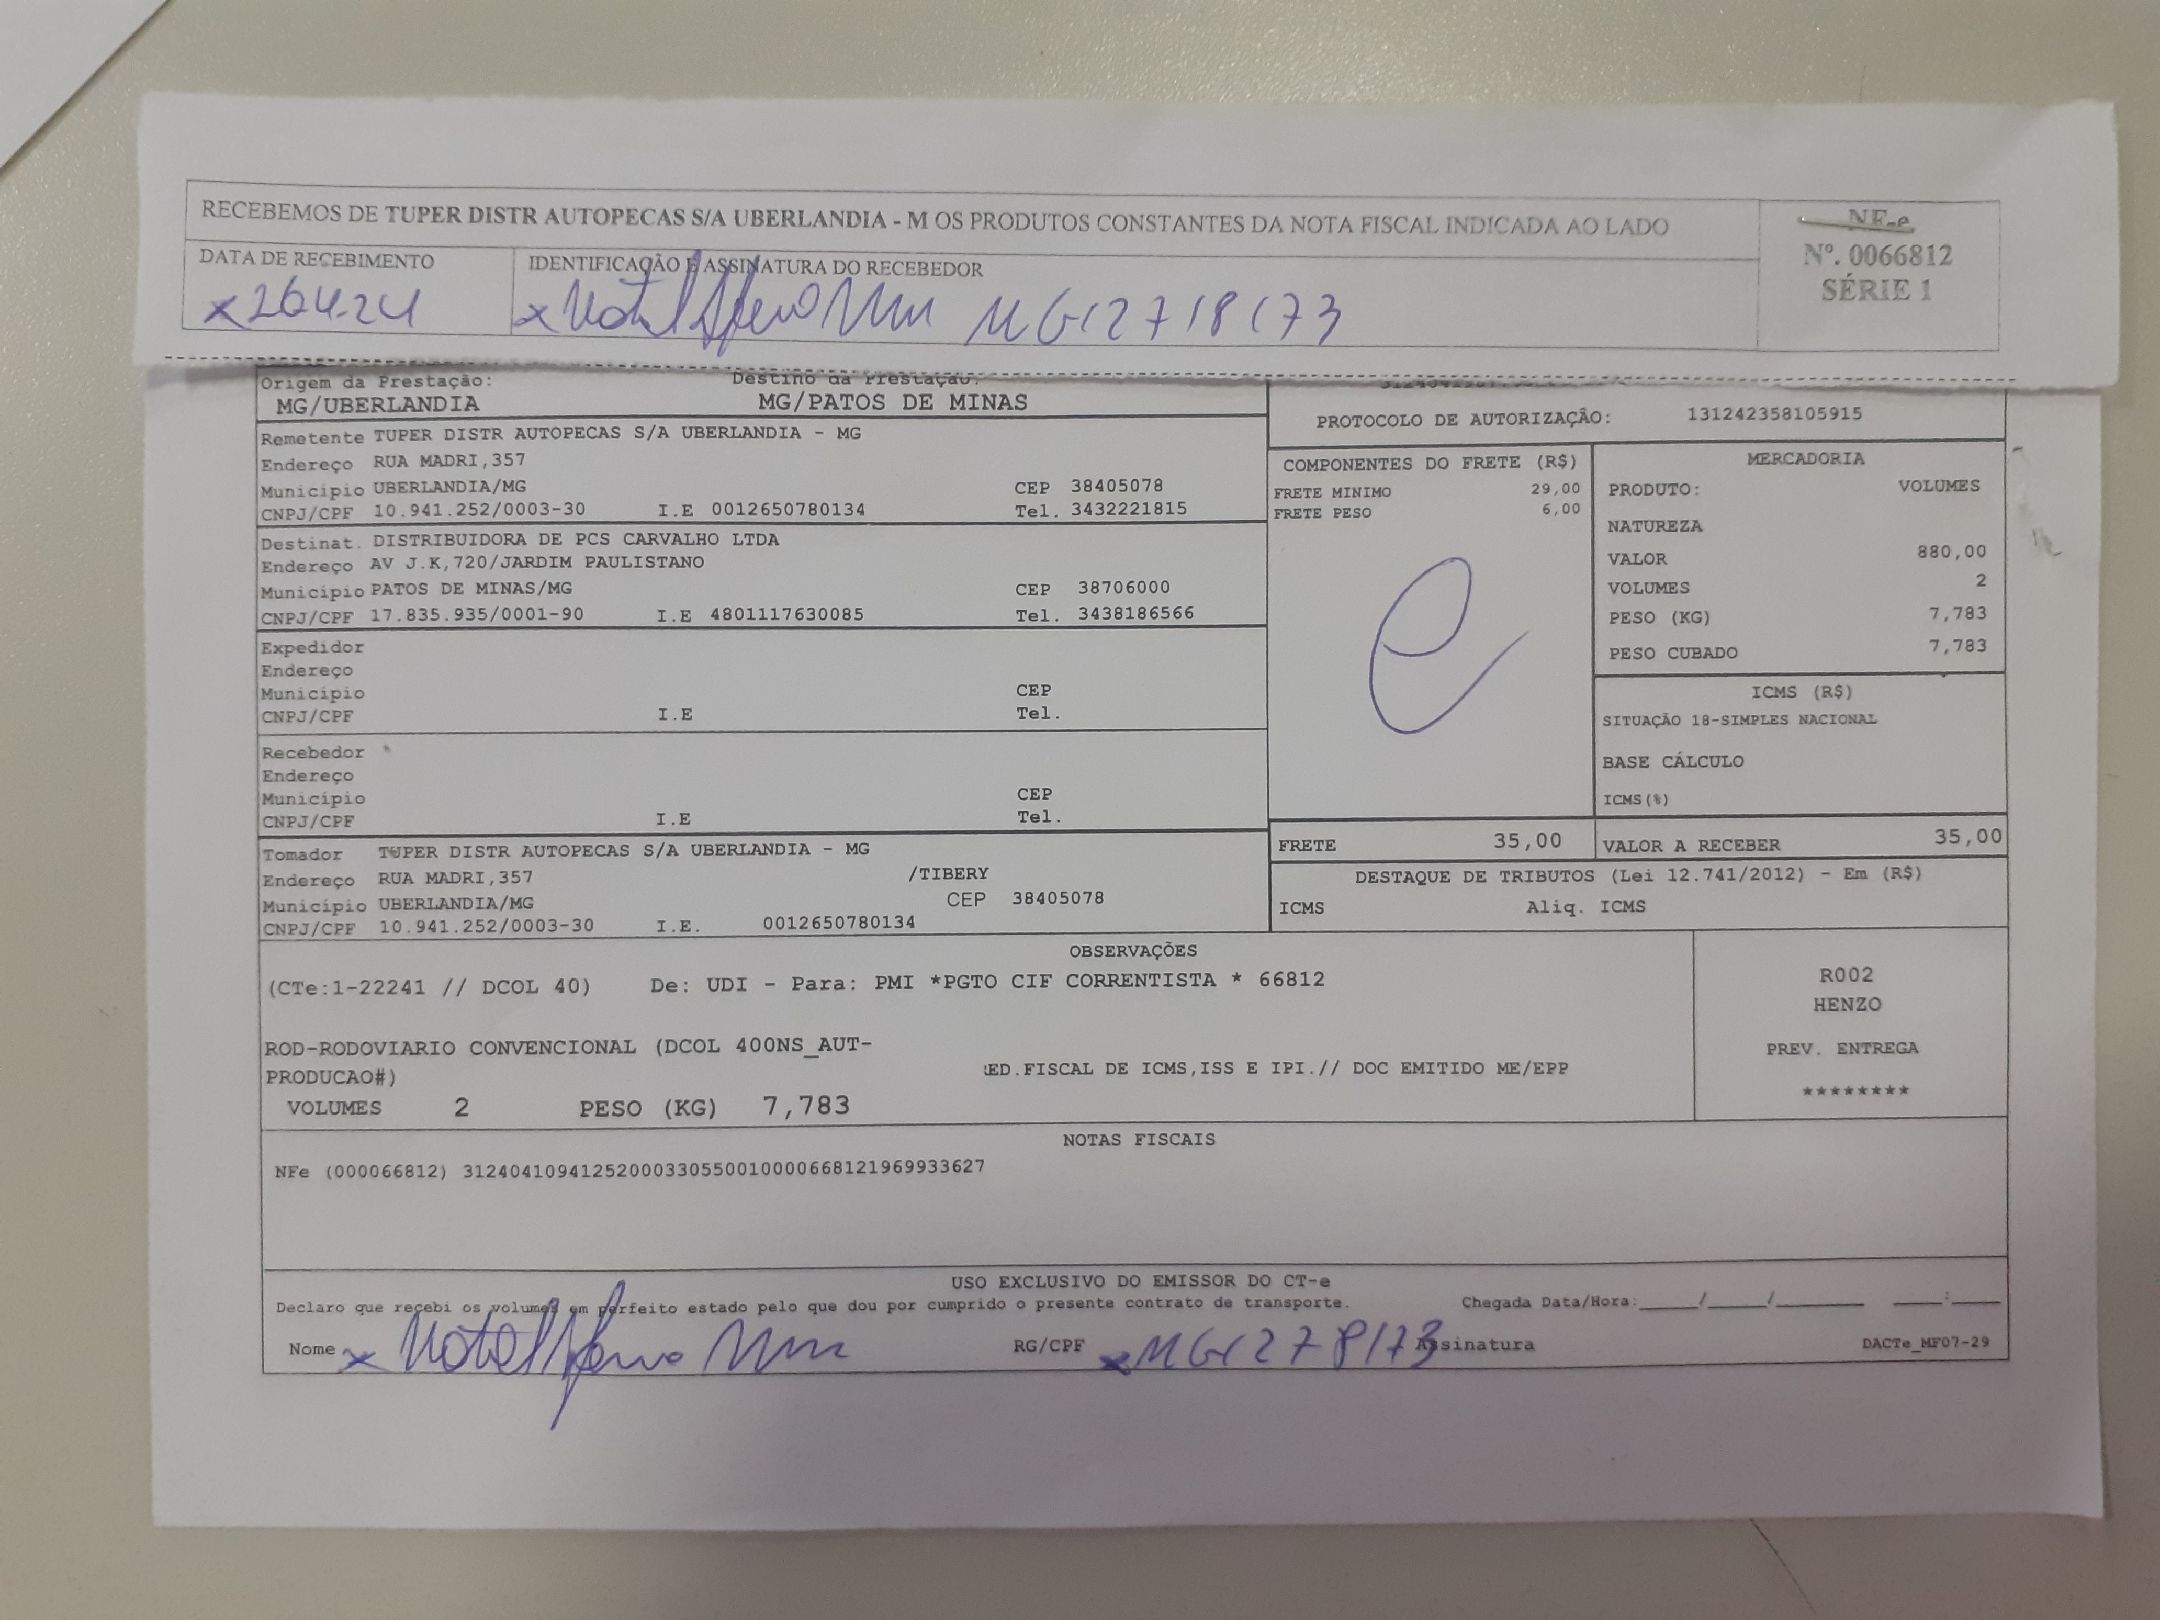 RECEBEMOS DE TUPER DISTR AUTOPECAS S/A UBERLANDIA - M OS PRODUTOS CONSTANTES DA NOTA FISCAL INDICADA AO LADO
NF-e
Nº. 0066812
SÉRIE 1
DATA DE RECEBIMENTO
IDENTIFICAÇÃO E ASSINATURA DO RECEBEDOR
x 26424
x MG12718173
Origem da Prestação:
Destino da Prestação:
MG/UBERLANDIA
MG/PATOS DE MINAS
PROTOCOLO DE AUTORIZAÇÃO: 131242358105915
Remetente TUPER DISTR AUTOPECAS S/A UBERLANDIA - MG
Endereço RUA MADRI,357
Município UBERLANDIA/MG CEP 38405078
CNPJ/CPF 10.941.252/0003-30 I.E 0012650780134 Tel. 3432221815
Destinat. DISTRIBUIDORA DE PCS CARVALHO LTDA
Endereço AV J.K,720/JARDIM PAULISTANO
Município PATOS DE MINAS/MG CEP 38706000
CNPJ/CPF 17.835.935/0001-90 I.E 4801117630085 Tel. 3438186566
Expedidor
Endereço
Município CEP
CNPJ/CPF I.E Tel.
Recebedor
Endereço
Município CEP
CNPJ/CPF I.E Tel.
Tomador TUPER DISTR AUTOPECAS S/A UBERLANDIA - MG
Endereço RUA MADRI,357 /TIBERY
Município UBERLANDIA/MG CEP 38405078
CNPJ/CPF 10.941.252/0003-30 I.E. 0012650780134
COMPONENTES DO FRETE (R$)
FRETE MINIMO 29,00
FRETE PESO 6,00
MERCADORIA
PRODUTO: VOLUMES
NATUREZA
VALOR 880,00
VOLUMES 2
PESO (KG) 7,783
PESO CUBADO 7,783
ICMS (R$)
SITUAÇÃO 18-SIMPLES NACIONAL
BASE CÁLCULO
ICMS(%)
FRETE 35,00
VALOR A RECEBER 35,00
DESTAQUE DE TRIBUTOS (Lei 12.741/2012) - Em (R$)
ICMS Aliq. ICMS
OBSERVAÇÕES
(CTe:1-22241 // DCOL 40) De: UDI - Para: PMI *PGTO CIF CORRENTISTA * 66812
ROD-RODOVIARIO CONVENCIONAL (DCOL 400NS_AUT-
PRODUCAO#)
ED.FISCAL DE ICMS,ISS E IPI.// DOC EMITIDO ME/EPP
VOLUMES 2 PESO (KG) 7,783
R002
HENZO
PREV. ENTREGA
********
NOTAS FISCAIS
NFe (000066812) 31240410941252000330550010000668121969933627
USO EXCLUSIVO DO EMISSOR DO CT-e
Declaro que recebi os volumes em perfeito estado pelo que dou por cumprido o presente contrato de transporte. Chegada Data/Hora:____/____/______ ___:___
Nome x RG/CPF x MG1278173 Assinatura DACTe_MF07-29